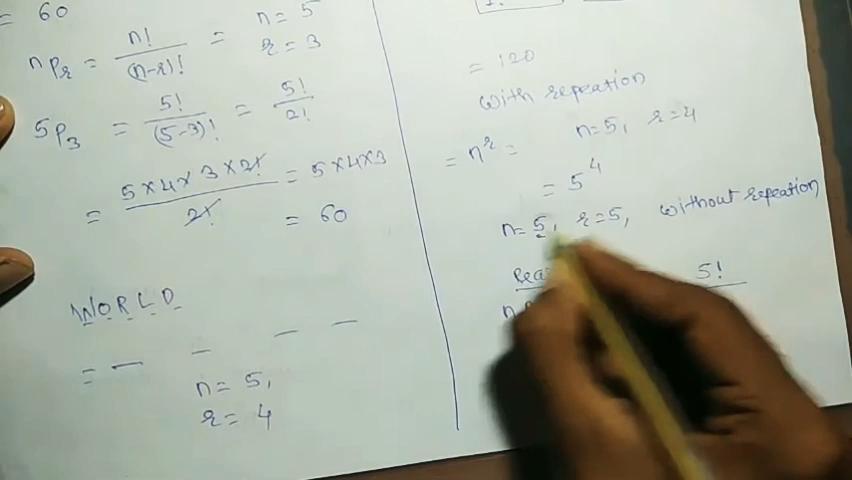 = 60
nPr = n! / (n-r)! = n = 5
r = 3
5P3 = 5! / (5-3)! = 5! / 2!
= 5×4×3×2! / 2! = 5×4×3
= 60
WORLD
= _ _ _ _
n = 5,
r = 4
= 120
with repeation
= n^r = n=5, r=4
= 5^4
n=5, r=5, without repeation
5!